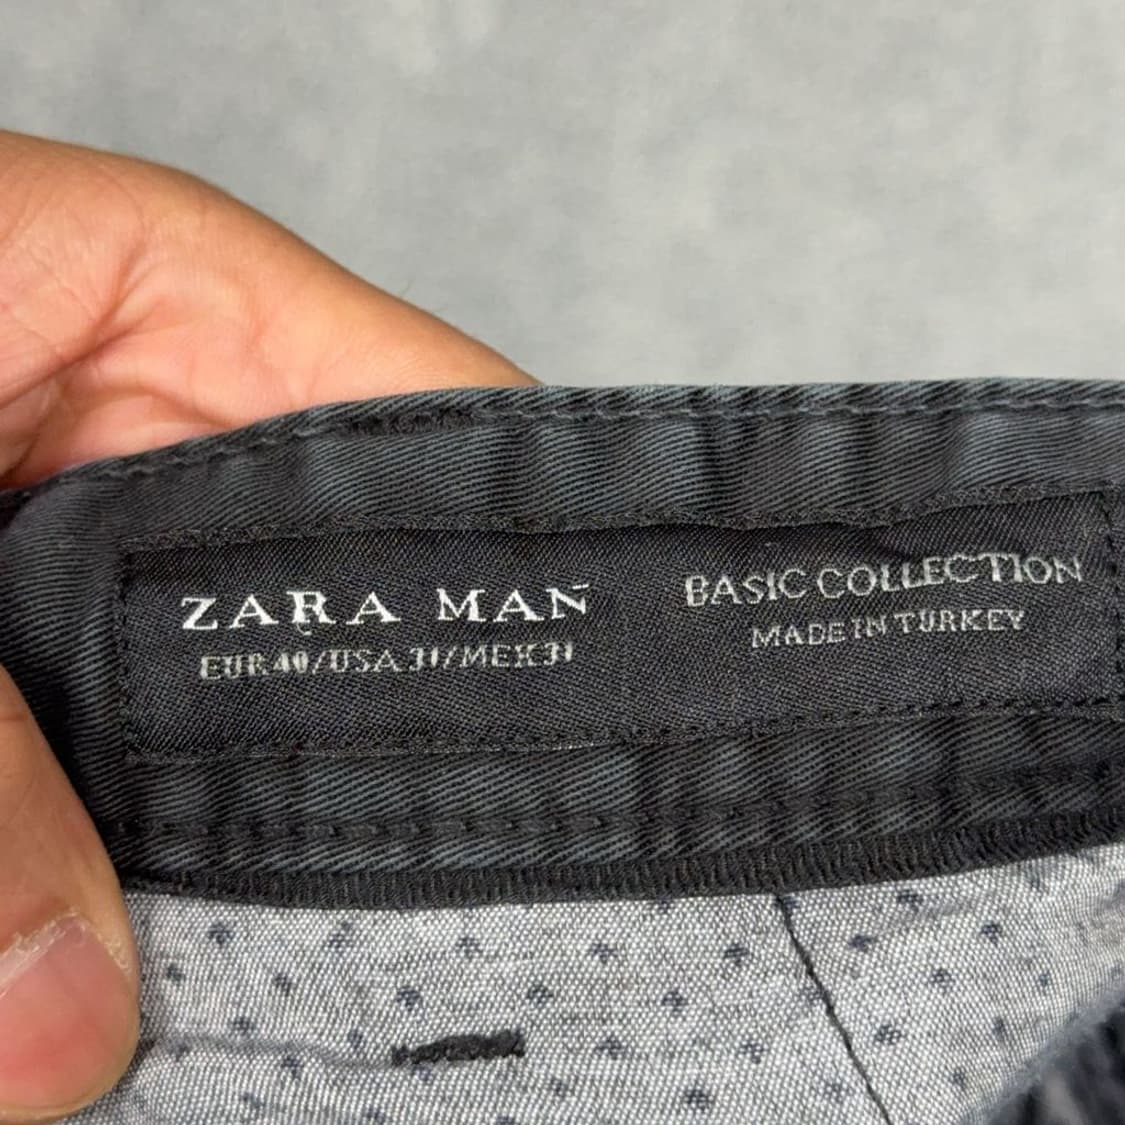 ZARA MAN
EUR 40/USA 31/MEX 31
BASIC COLLECTION
MADE IN TURKEY